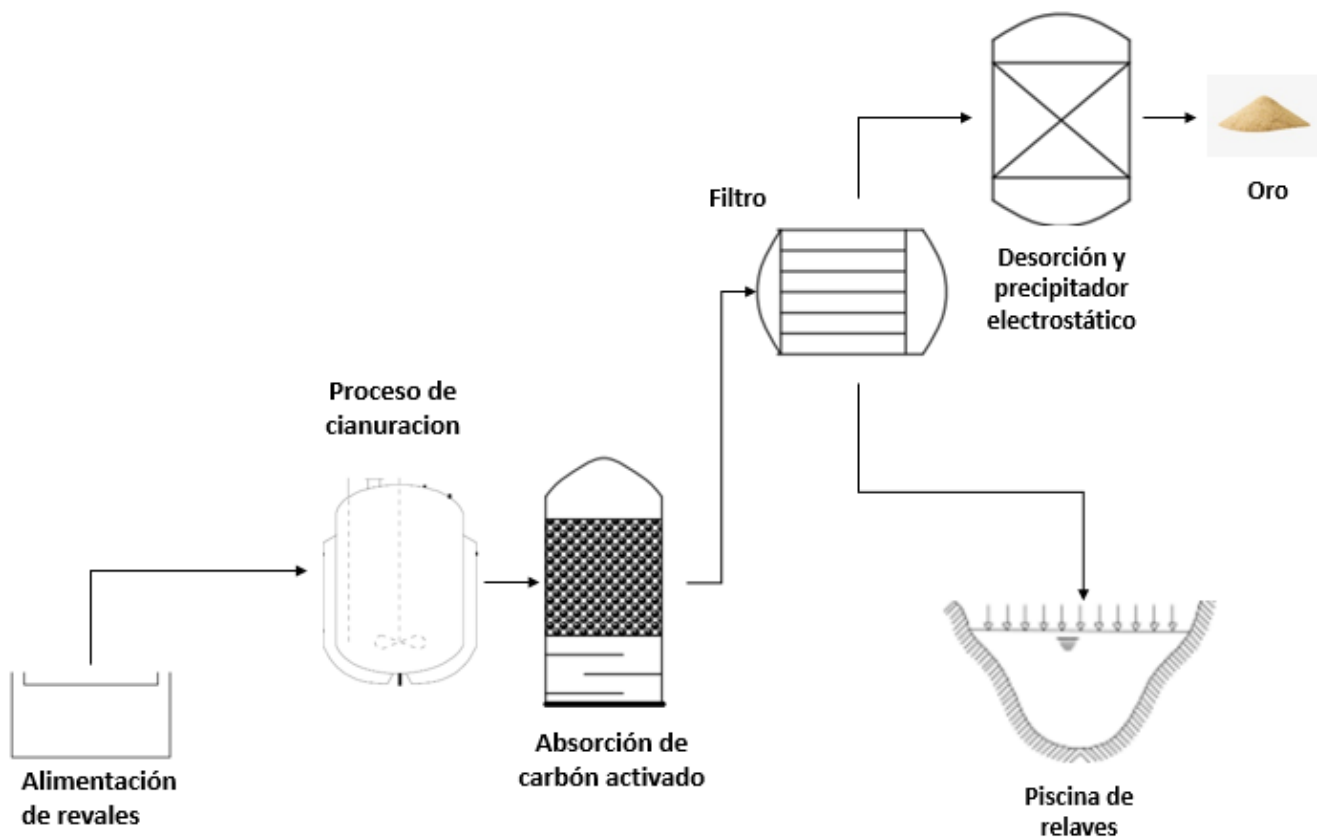 Filtro
Oro
Desorción y
precipitador
electrostático
Proceso de
cianuracion
Absorción de
carbón activado
Alimentación
de revales
Piscina de
relaves